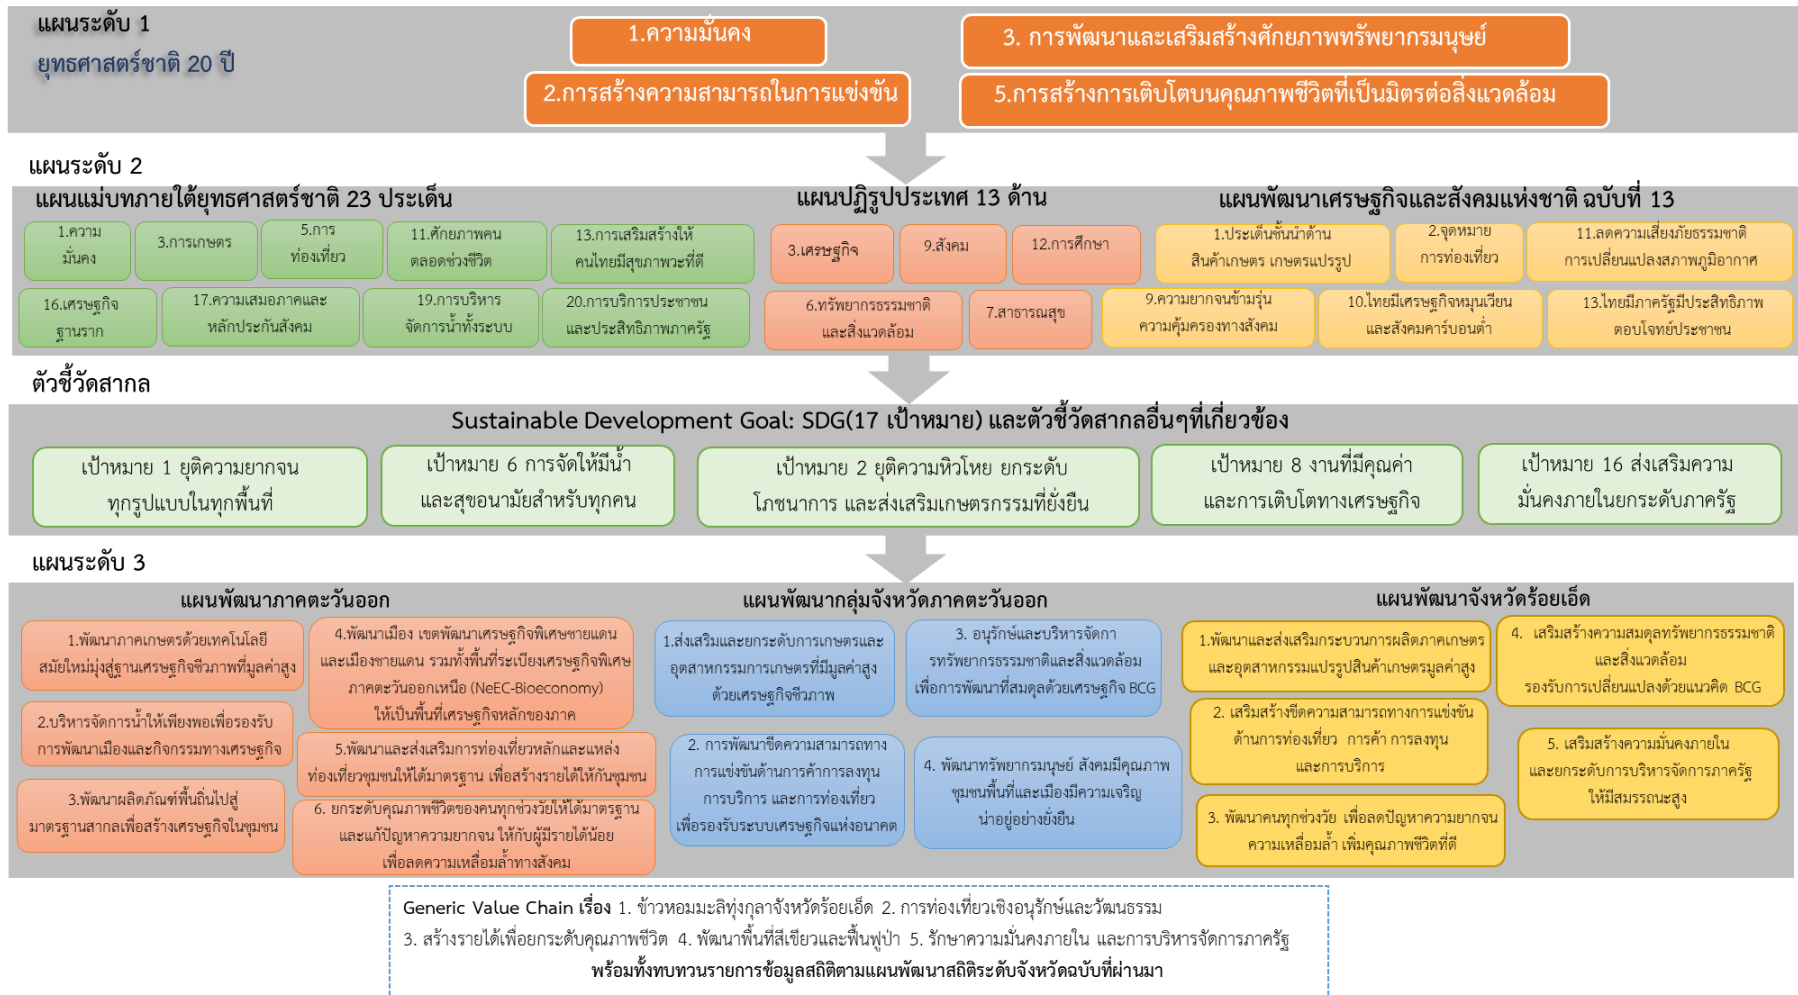 แผนระดับ 1
ยุทธศาสตร์ชาติ 20 ปี
1.ความมั่นคง
3. การพัฒนาและเสริมสร้างศักยภาพทรัพยากรมนุษย์
2.การสร้างความสามารถในการแข่งขัน
5.การสร้างการเติบโตบนคุณภาพชีวิตที่เป็นมิตรต่อสิ่งแวดล้อม
แผนระดับ 2
แผนแม่บทภายใต้ยุทธศาสตร์ชาติ 23 ประเด็น
1.ความ
มั่นคง
3.การเกษตร
5.การ
ท่องเที่ยว
11.ศักยภาพคน
ตลอดช่วงชีวิต
13.การเสริมสร้างให้
คนไทยมีสุขภาพวะที่ดี
16.เศรษฐกิจ
ฐานราก
17.ความเสมอภาคและ
หลักประกันสังคม
19.การบริหาร
จัดการน้ำทั้งระบบ
20.การบริการประชาชน
และประสิทธิภาพภาครัฐ
แผนปฏิรูปประเทศ 13 ด้าน
3.เศรษฐกิจ
9.สังคม
12.การศึกษา
6.ทรัพยากรธรรมชาติ
และสิ่งแวดล้อม
7.สาธารณสุข
แผนพัฒนาเศรษฐกิจและสังคมแห่งชาติ ฉบับที่ 13
1.ประเด็นชั้นนำด้าน
สินค้าเกษตร เกษตรแปรรูป
2.จุดหมาย
การท่องเที่ยว
11.ลดความเสี่ยงภัยธรรมชาติ
การเปลี่ยนแปลงสภาพภูมิอากาศ
9.ความยากจนข้ามรุ่น
ความคุ้มครองทางสังคม
10.ไทยมีเศรษฐกิจหมุนเวียน
และสังคมคาร์บอนต่ำ
13.ไทยมีภาครัฐมีประสิทธิภาพ
ตอบโจทย์ประชาชน
ตัวชี้วัดสากล
Sustainable Development Goal: SDG(17 เป้าหมาย) และตัวชี้วัดสากลอื่นๆที่เกี่ยวข้อง
เป้าหมาย 1 ยุติความยากจน
ทุกรูปแบบในทุกพื้นที่
เป้าหมาย 6 การจัดให้มีน้ำ
และสุขอนามัยสำหรับทุกคน
เป้าหมาย 2 ยุติความหิวโหย ยกระดับ
โภชนาการ และส่งเสริมเกษตรกรรมที่ยั่งยืน
เป้าหมาย 8 งานที่มีคุณค่า
และการเติบโตทางเศรษฐกิจ
เป้าหมาย 16 ส่งเสริมความ
มั่นคงภายในยกระดับภาครัฐ
แผนระดับ 3
แผนพัฒนาภาคตะวันออก
1.พัฒนาภาคเกษตรด้วยเทคโนโลยี
สมัยใหม่มุ่งสู่ฐานเศรษฐกิจชีวภาพที่มูลค่าสูง
2.บริหารจัดการน้ำให้เพียงพอเพื่อรองรับ
การพัฒนาเมืองและกิจกรรมทางเศรษฐกิจ
3.พัฒนาผลิตภัณฑ์พื้นถิ่นไปสู่
มาตรฐานสากลเพื่อสร้างเศรษฐกิจในชุมชน
4.พัฒนาเมือง เขตพัฒนาเศรษฐกิจพิเศษชายแดน
และเมืองชายแดน รวมทั้งพื้นที่ระเบียงเศรษฐกิจพิเศษ
ภาคตะวันออกเหนือ (NeEC-Bioeconomy)
ให้เป็นพื้นที่เศรษฐกิจหลักของภาค
5.พัฒนาและส่งเสริมการท่องเที่ยวหลักและแหล่ง
ท่องเที่ยวชุมชนให้ได้มาตรฐาน เพื่อสร้างรายได้ให้กันชุมชน
6. ยกระดับคุณภาพชีวิตของคนทุกช่วงวัยให้ได้มาตรฐาน
และแก้ปัญหาความยากจน ให้กับผู้มีรายได้น้อย
เพื่อลดความเหลื่อมล้ำทางสังคม
แผนพัฒนากลุ่มจังหวัดภาคตะวันออก
1.ส่งเสริมและยกระดับการเกษตรและ
อุตสาหกรรมการเกษตรที่มีมูลค่าสูง
ด้วยเศรษฐกิจชีวภาพ
3. อนุรักษ์และบริหารจัดกา
รทรัพยากรธรรมชาติและสิ่งแวดล้อม
เพื่อการพัฒนาที่สมดุลด้วยเศรษฐกิจ BCG
2. การพัฒนาขีดความสามารถทาง
การแข่งขันด้านการค้าการลงทุน
การบริการ และการท่องเที่ยว
เพื่อรองรับระบบเศรษฐกิจแห่งอนาคต
4. พัฒนาทรัพยากรมนุษย์ สังคมมีคุณภาพ
ชุมชนพื้นที่และเมืองมีความเจริญ
น่าอยู่อย่างยั่งยืน
แผนพัฒนาจังหวัดร้อยเอ็ด
1.พัฒนาและส่งเสริมกระบวนการผลิตภาคเกษตร
และอุตสาหกรรมแปรรูปสินค้าเกษตรมูลค่าสูง
2. เสริมสร้างขีดความสามารถทางการแข่งขัน
ด้านการท่องเที่ยว การค้า การลงทุน
และการบริการ
3. พัฒนาคนทุกช่วงวัย เพื่อลดปัญหาความยากจน
ความเหลื่อมล้ำ เพิ่มคุณภาพชีวิตที่ดี
4. เสริมสร้างความสมดุลทรัพยากรธรรมชาติ
และสิ่งแวดล้อม
รองรับการเปลี่ยนแปลงด้วยแนวคิด BCG
5. เสริมสร้างความมั่นคงภายใน
และยกระดับการบริหารจัดการภาครัฐ
ให้มีสมรรถนะสูง
Generic Value Chain เรื่อง 1. ข้าวหอมมะลิทุ่งกุลาจังหวัดร้อยเอ็ด 2. การท่องเที่ยวเชิงอนุรักษ์และวัฒนธรรม
3. สร้างรายได้เพื่อยกระดับคุณภาพชีวิต 4. พัฒนาพื้นที่สีเขียวและฟื้นฟูป่า 5. รักษาความมั่นคงภายใน และการบริหารจัดการภาครัฐ
พร้อมทั้งทบทวนรายการข้อมูลสถิติตามแผนพัฒนาสถิติระดับจังหวัดฉบับที่ผ่านมา